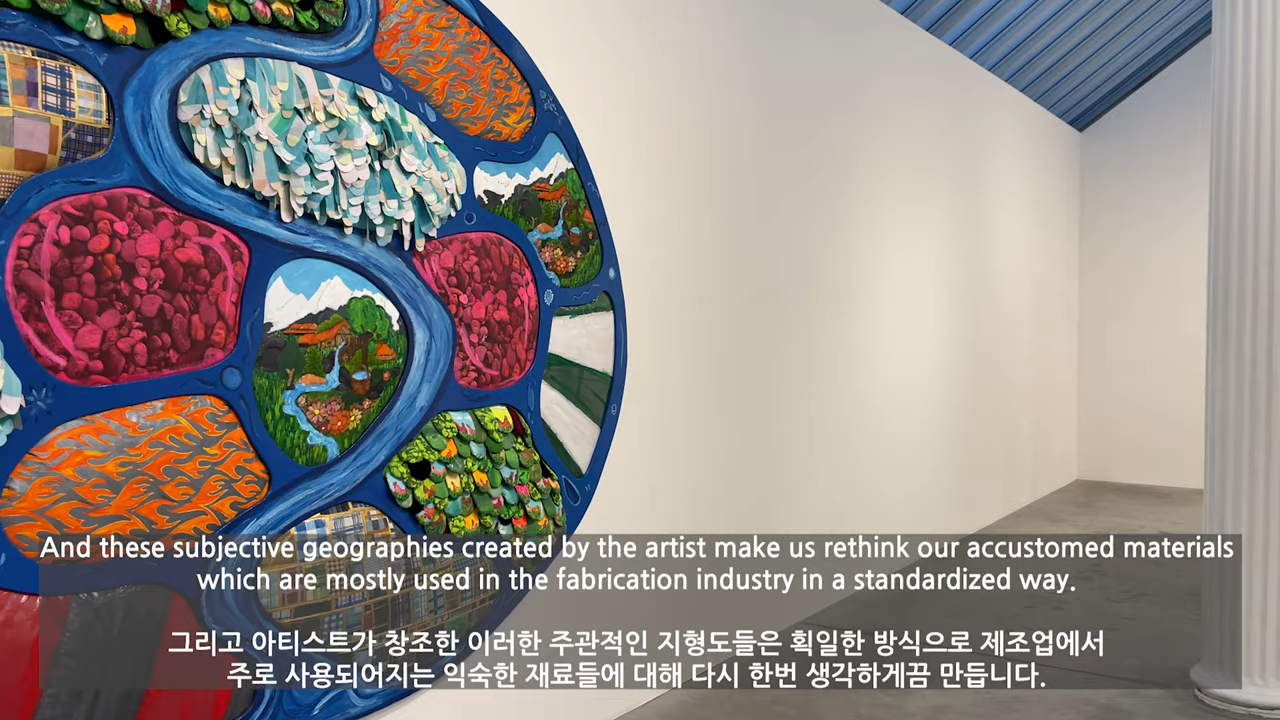 And these subjective geographies created by the artist make us rethink our accustomed materials
which are mostly used in the fabrication industry in a standardized way.
그리고 아티스트가 창조한 이러한 주관적인 지형도들은 획일한 방식으로 제조업에서
주로 사용되어지는 익숙한 재료들에 대해 다시 한번 생각하게끔 만듭니다.